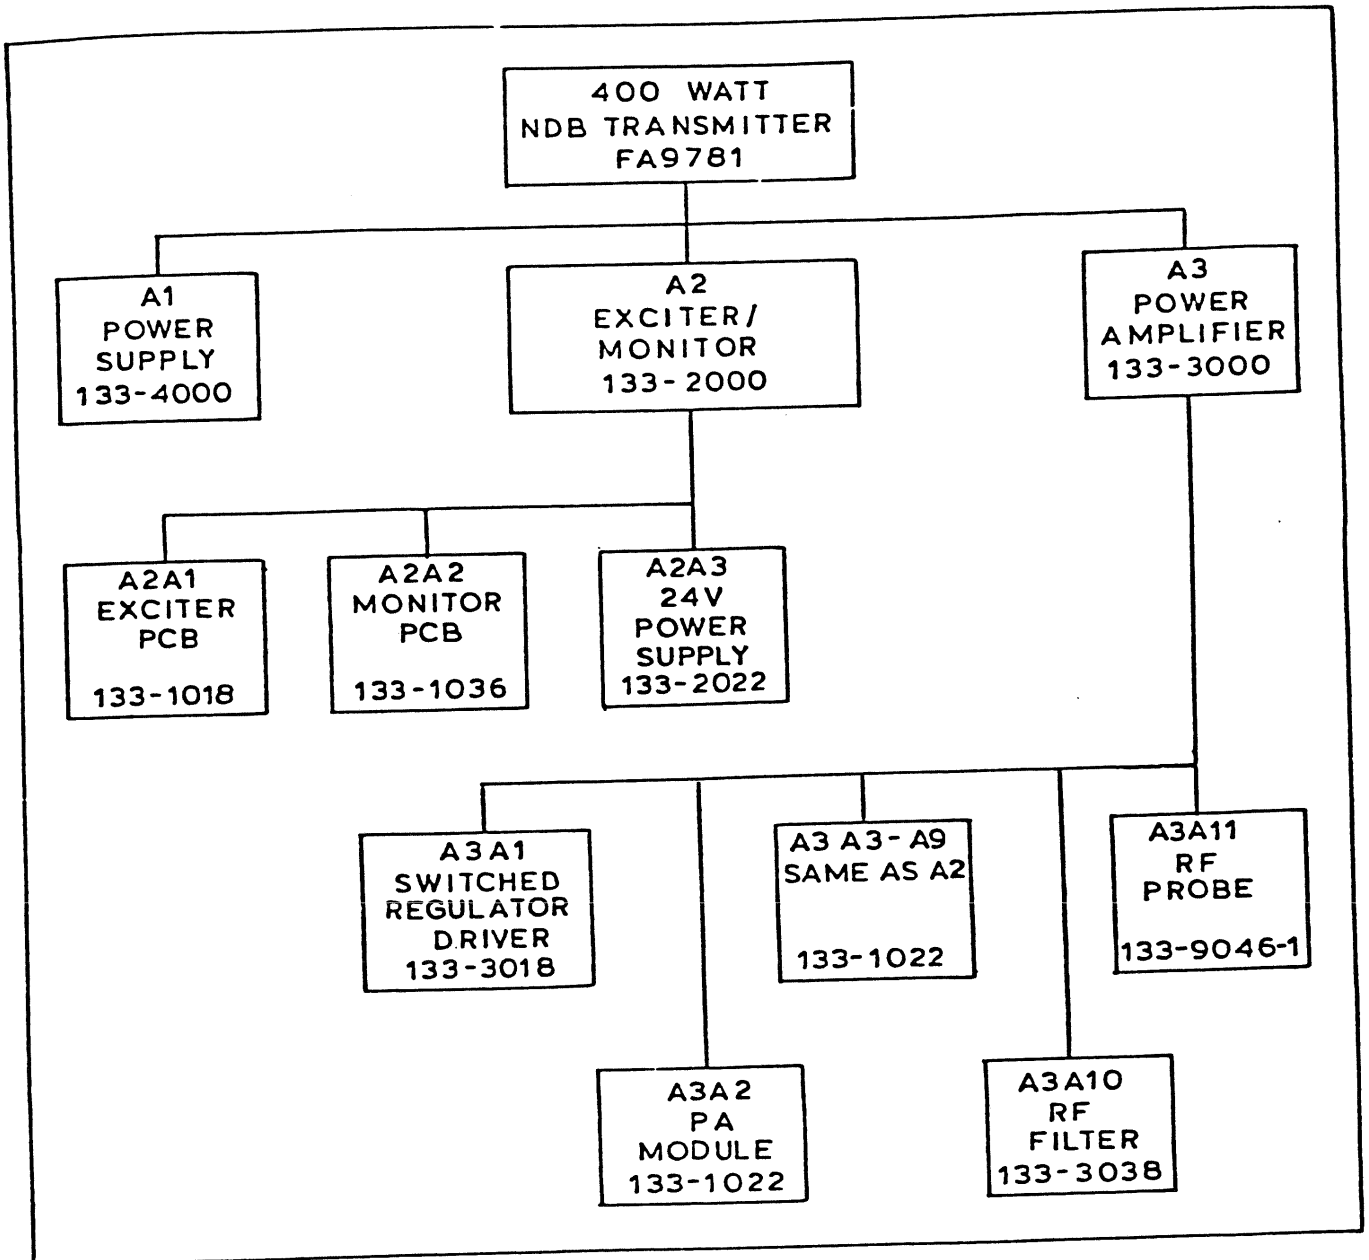 400 WATT
NDB TRANSMITTER
FA9781
A1
POWER
SUPPLY
133-4000
A2
EXCITER/
MONITOR
133-2000
A3
POWER
AMPLIFIER
133-3000
A2A1
EXCITER
PCB
133-1018
A2A2
MONITOR
PCB
133-1036
A2A3
24V
POWER
SUPPLY
133-2022
A3A1
SWITCHED
REGULATOR
D.RIVER
133-3018
A3A2
PA
MODULE
133-1022
A3 A3-A9
SAME AS A2
133-1022
A3A10
RF
FILTER
133-3038
A3A11
RF
PROBE
133-9046-1